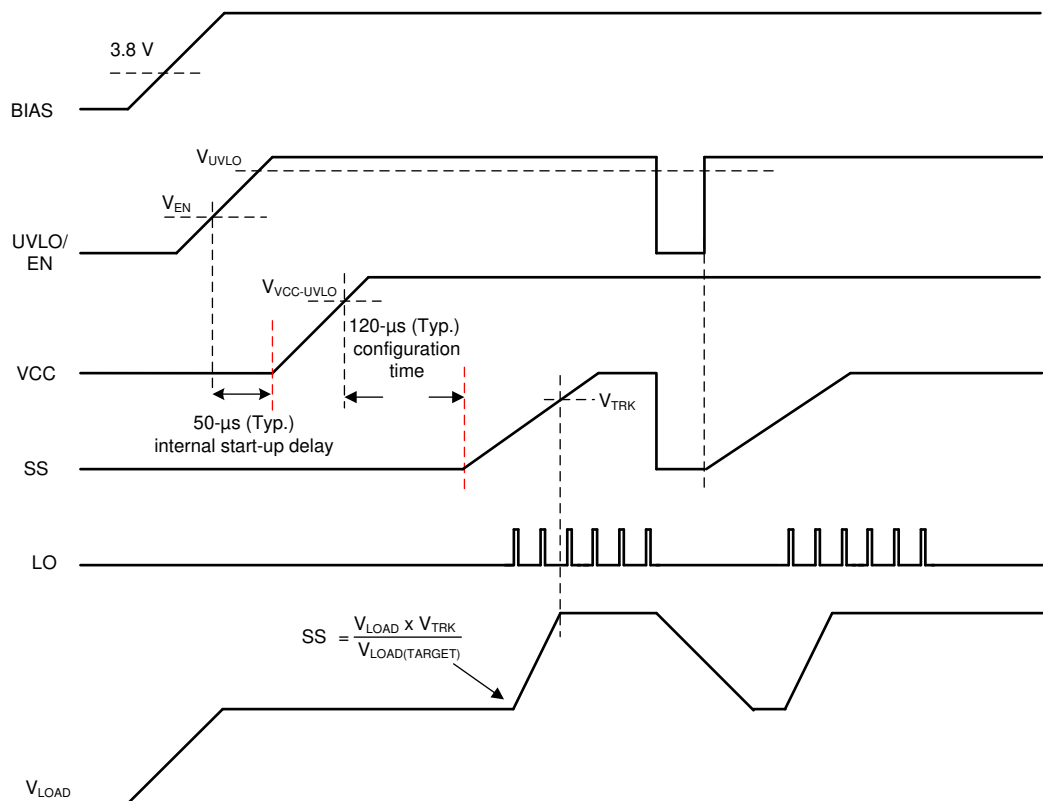 3.8 V
BIAS
VUVLO
VEN
UVLO/
EN
VVCC-UVLO
120-µs (Typ.)
configuration
time
VCC
VTRK
50-µs (Typ.)
internal start-up delay
SS
LO
SS = VLOAD x VTRK
VLOAD(TARGET)
VLOAD